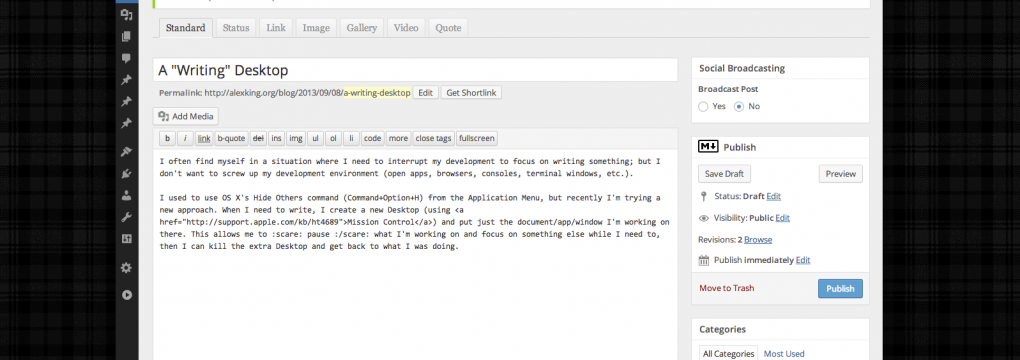 Standard Status Link Image Gallery Video Quote
A "Writing" Desktop
Permalink: http://alexking.org/blog/2013/09/08/a-writing-desktop Edit Get Shortlink
Add Media
b i link b-quote del ins img ul ol li code more close tags fullscreen
I often find myself in a situation where I need to interrupt my development to focus on writing something; but I
don't want to screw up my development environment (open apps, browsers, consoles, terminal windows, etc.).
I used to use OS X's Hide Others command (Command+Option+H) from the Application Menu, but recently I'm trying a
new approach. When I need to write, I create a new Desktop (using <a
href="http://support.apple.com/kb/ht4689">Mission Control</a>) and put just the document/app/window I'm working on
there. This allows me to :scare: pause :/scare: what I'm working on and focus on something else while I need to,
then I can kill the extra Desktop and get back to what I was doing.
Social Broadcasting
Broadcast Post
Yes No
M Publish
Save Draft Preview
Status: Draft Edit
Visibility: Public Edit
Revisions: 2 Browse
Publish immediately Edit
Move to Trash Publish
Categories
All Categories Most Used